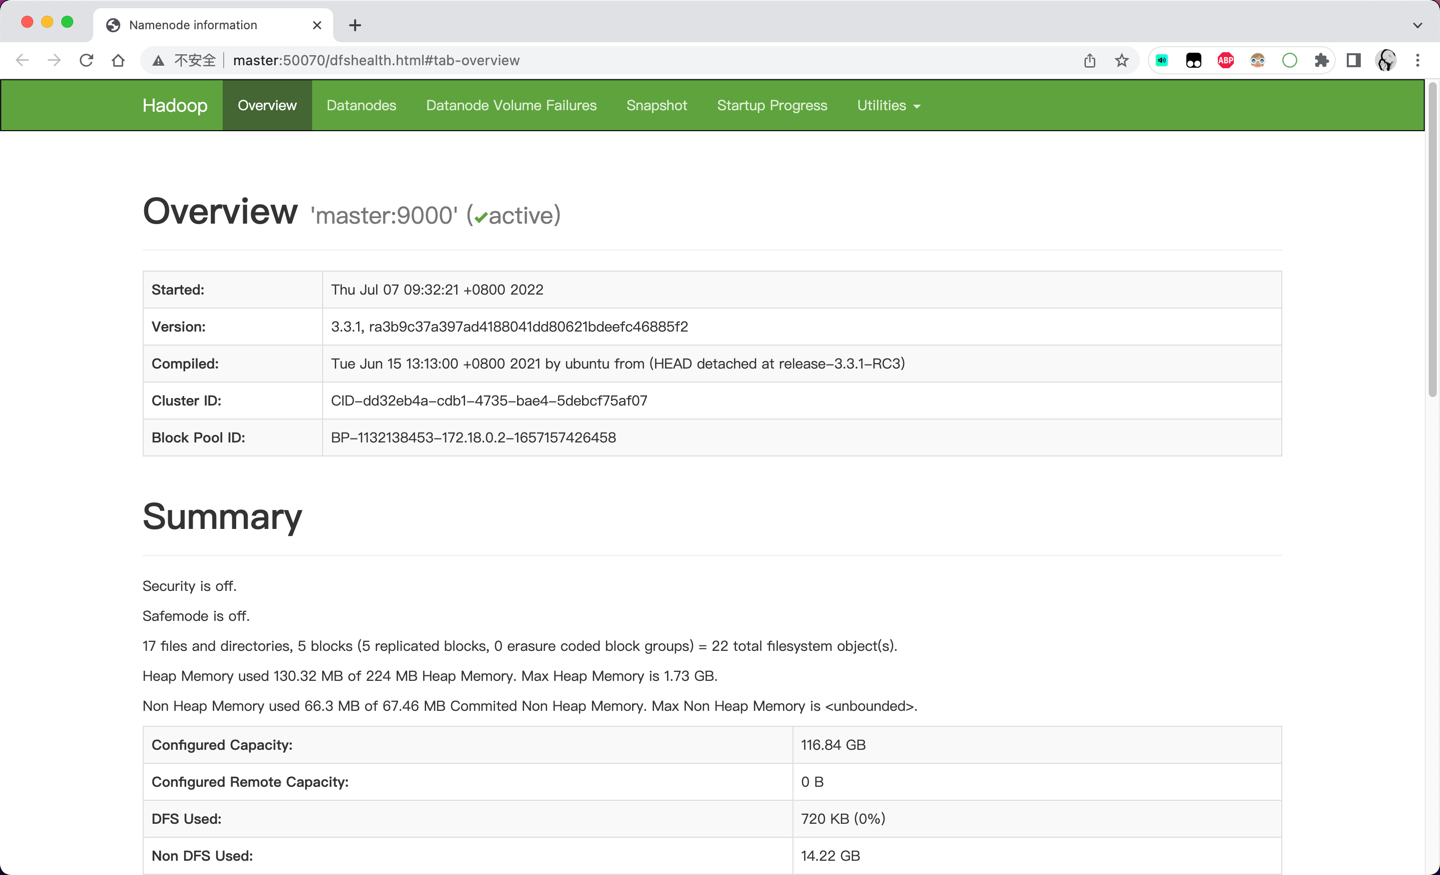 Namenode information
不安全 master:50070/dfshealth.html#tab-overview
ABP
Hadoop Overview Datanodes Datanode Volume Failures Snapshot Startup Progress Utilities
Overview 'master:9000' (✔active)
Started: Thu Jul 07 09:32:21 +0800 2022
Version: 3.3.1, ra3b9c37a397ad4188041dd80621bdeefc46885f2
Compiled: Tue Jun 15 13:13:00 +0800 2021 by ubuntu from (HEAD detached at release-3.3.1-RC3)
Cluster ID: CID-dd32eb4a-cdb1-4735-bae4-5debcf75af07
Block Pool ID: BP-1132138453-172.18.0.2-1657157426458
Summary
Security is off.
Safemode is off.
17 files and directories, 5 blocks (5 replicated blocks, 0 erasure coded block groups) = 22 total filesystem object(s).
Heap Memory used 130.32 MB of 224 MB Heap Memory. Max Heap Memory is 1.73 GB.
Non Heap Memory used 66.3 MB of 67.46 MB Commited Non Heap Memory. Max Non Heap Memory is <unbounded>.
Configured Capacity: 116.84 GB
Configured Remote Capacity: 0 B
DFS Used: 720 KB (0%)
Non DFS Used: 14.22 GB